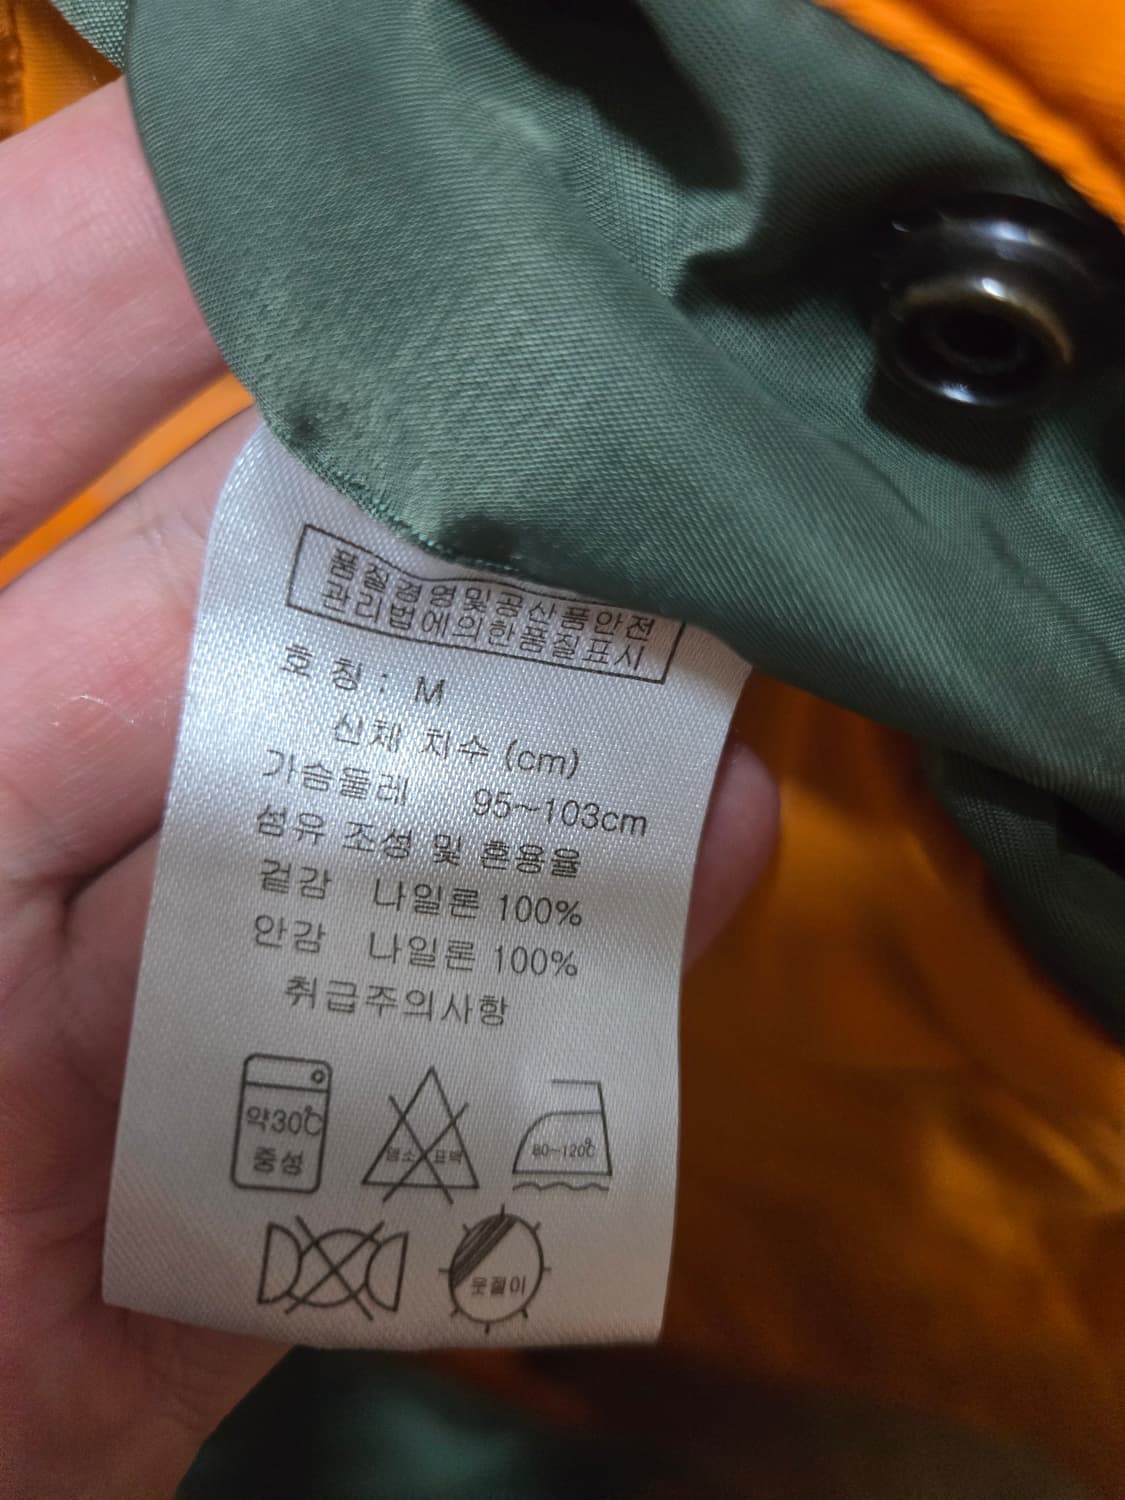 품질경영및공산품안전
관리법에의한품질표시
호 칭 : M
신체 치수 (cm)
가슴둘레 95~103cm
섬유 조성 및 혼용율
겉감 나일론 100%
안감 나일론 100%
취급주의사항
약30℃
중성
염소 표백
80~120℃
옷걸이